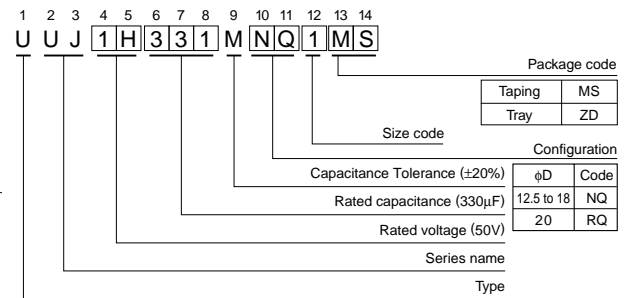 1 2 3 4 5 6 7 8 9 10 11 12 13 14
U U J 1 H 3 3 1 M N Q 1 M S
Package code
Taping MS
Tray ZD
Size code
Configuration
Capacitance Tolerance (±20%)
ϕD Code
Rated capacitance (330µF)
12.5 to 18 NQ
20 RQ
Rated voltage (50V)
Series name
Type